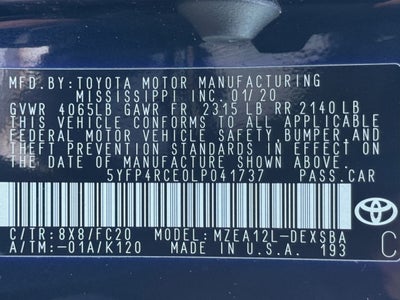 MFD.BY:TOYOTA MOTOR MANUFACTURING
MISSISSIPPI INC. 01/20
GVWR 4065LB GAWR FR 2315 LB RR 2140 LB
THIS VEHICLE CONFORMS TO ALL APPLICABLE
FEDERAL MOTOR VEHICLE SAFETY, BUMPER, AND
THEFT PREVENTION STANDARDS IN EFFECT ON
THE DATE OF MANUFACTURE SHOWN ABOVE.
5YFP4RCE0LP041737 PASS.CAR
C/TR:8X8/FC20 MODEL:MZEA12L-DEXSBA
A/TM:-01A/K120 MADE IN U.S.A. 193
TOYOTA
C